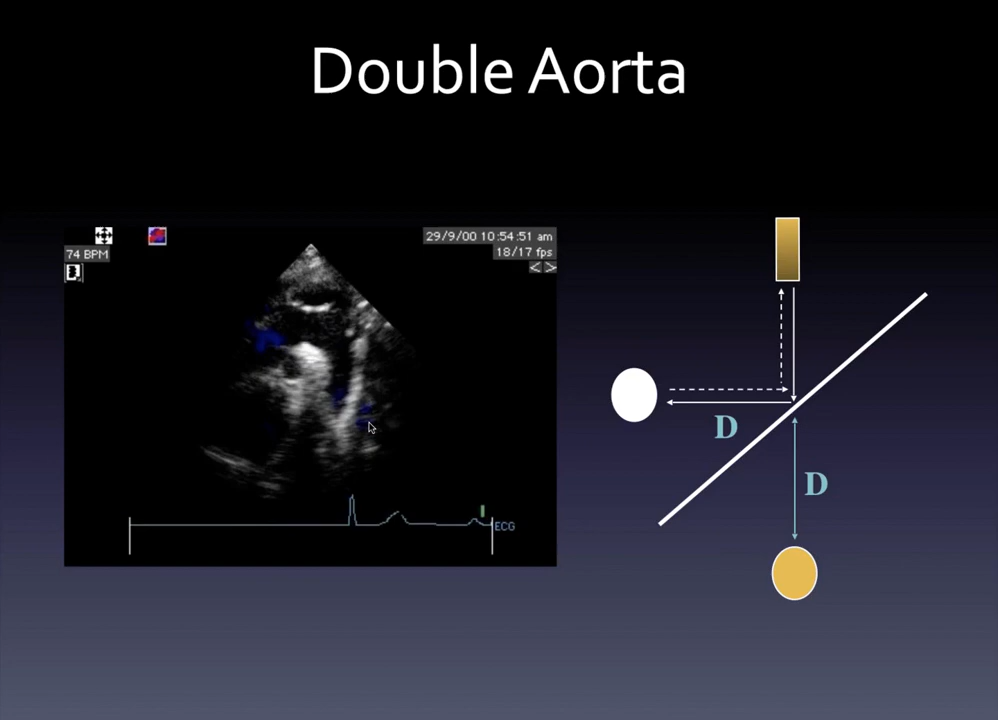 Double Aorta
29/9/00 10:54:51 am
74 BPM
18/17 fps
D
D
ECG